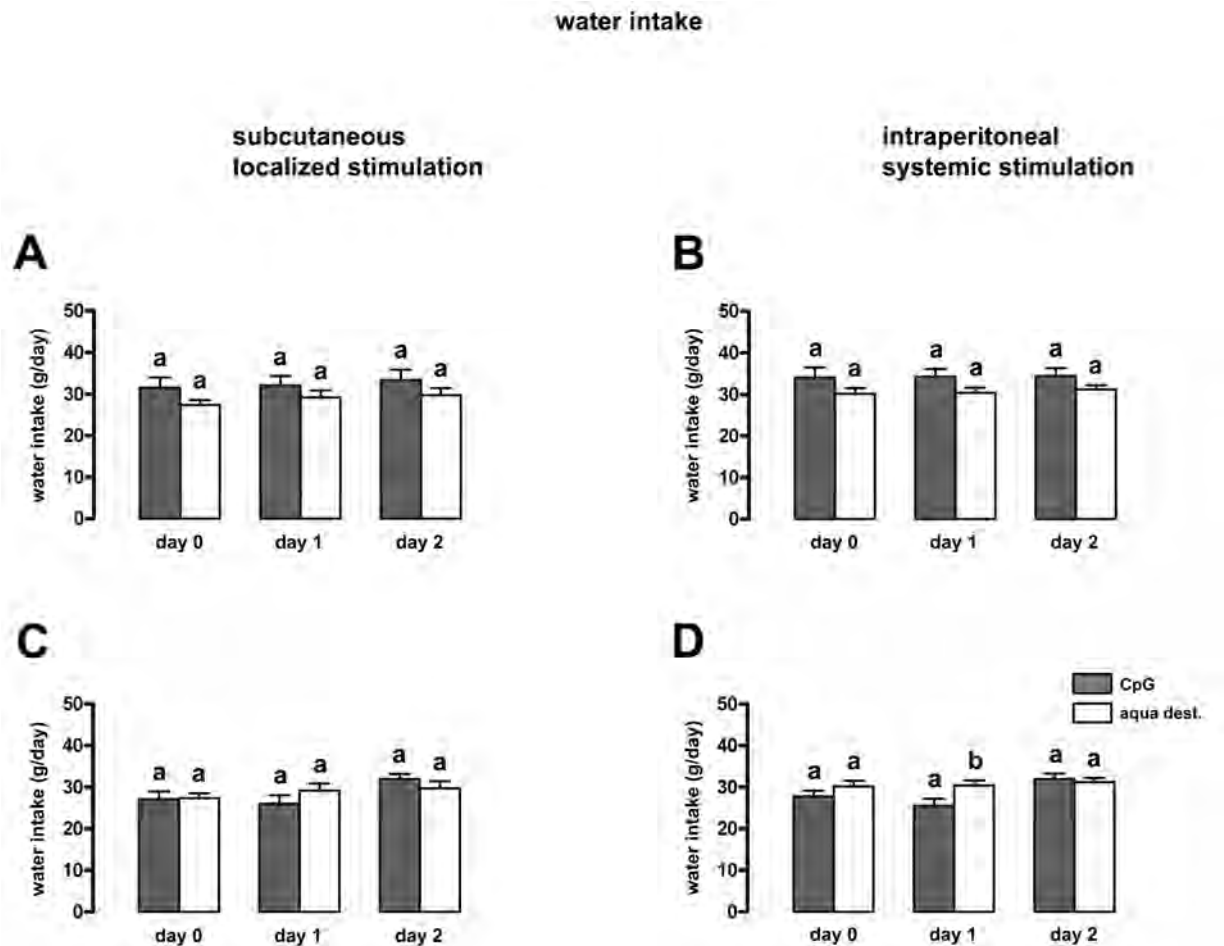 water intake
subcutaneous
localized stimulation
intraperitoneal
systemic stimulation
A
water intake (g/day)
50
40
30
20
10
0
a a a a a a
day 0 day 1 day 2
B
water intake (g/day)
50
40
30
20
10
0
a a a a a a
day 0 day 1 day 2
C
water intake (g/day)
50
40
30
20
10
0
a a a a a a
day 0 day 1 day 2
D
CpG
aqua dest.
water intake (g/day)
50
40
30
20
10
0
a a a b a a
day 0 day 1 day 2